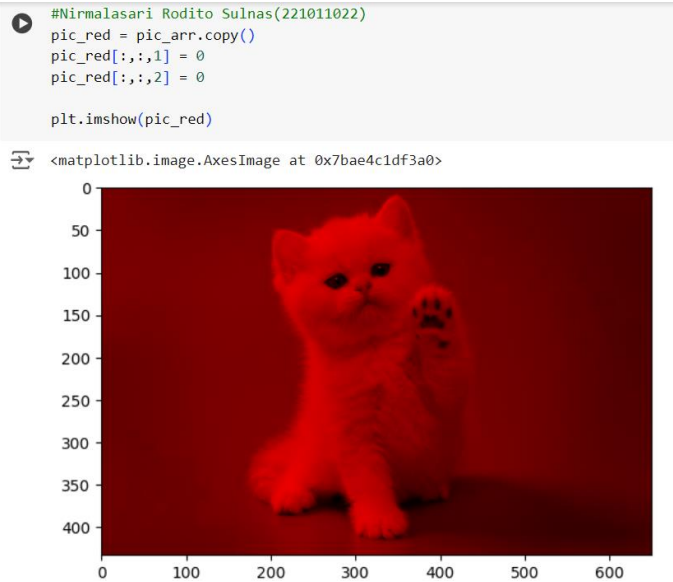 #Nirmalasari Rodito Sulnas(221011022)
pic_red = pic_arr.copy()
pic_red[:,:,1] = 0
pic_red[:,:,2] = 0
plt.imshow(pic_red)
<matplotlib.image.AxesImage at 0x7bae4c1df3a0>
0
50
100
150
200
250
300
350
400
0 100 200 300 400 500 600